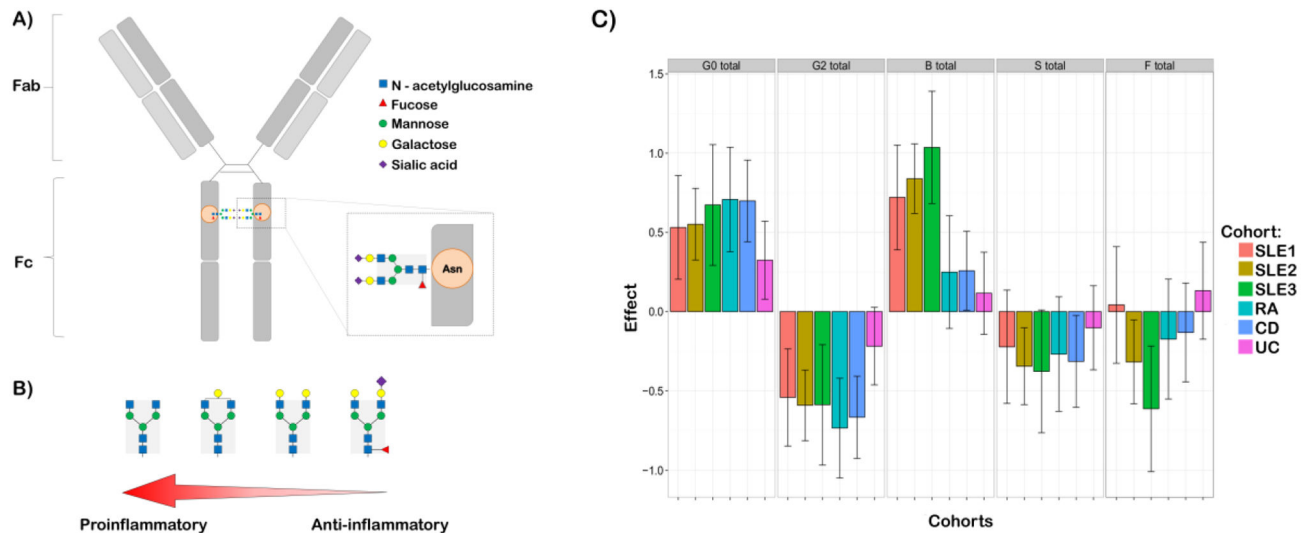 A)
Fab
Fc
N - acetylglucosamine
Fucose
Mannose
Galactose
Sialic acid
Asn
B)
Proinflammatory
Anti-inflammatory
C)
G0 total
G2 total
B total
S total
F total
1.5
1.0
0.5
0.0
−0.5
−1.0
Effect
Cohorts
Cohort:
SLE1
SLE2
SLE3
RA
CD
UC